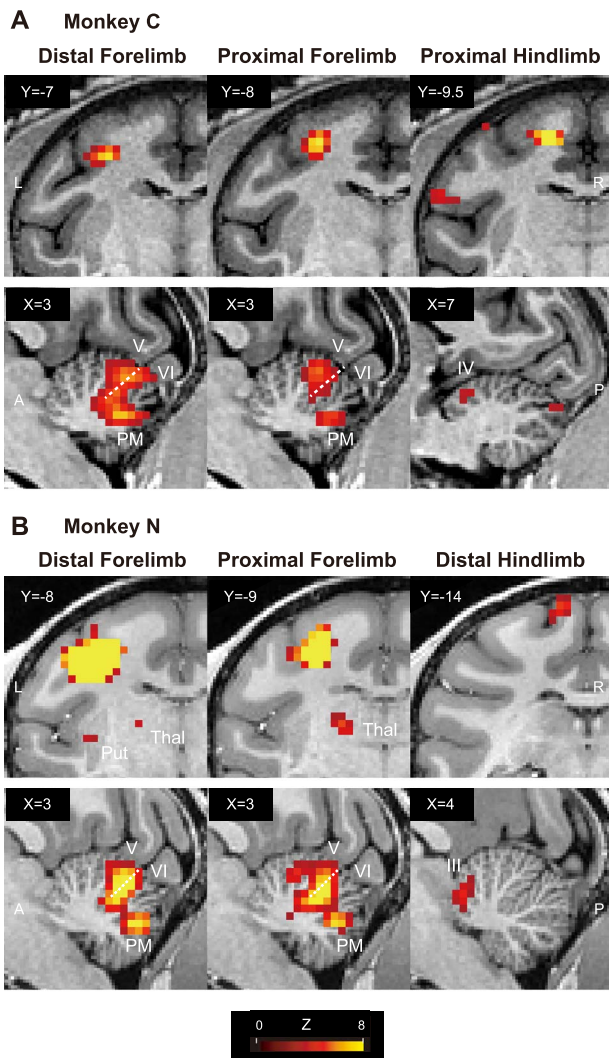 A Monkey C
Distal Forelimb Proximal Forelimb Proximal Hindlimb
Y=-7 Y=-8 Y=-9.5
L R
X=3 X=3 X=7
V V IV
VI VI
A P
PM PM
B Monkey N
Distal Forelimb Proximal Forelimb Distal Hindlimb
Y=-8 Y=-9 Y=-14
L R
Thal Thal
Put
X=3 X=3 X=4
V V III
VI VI
A P
PM PM
0 Z 8